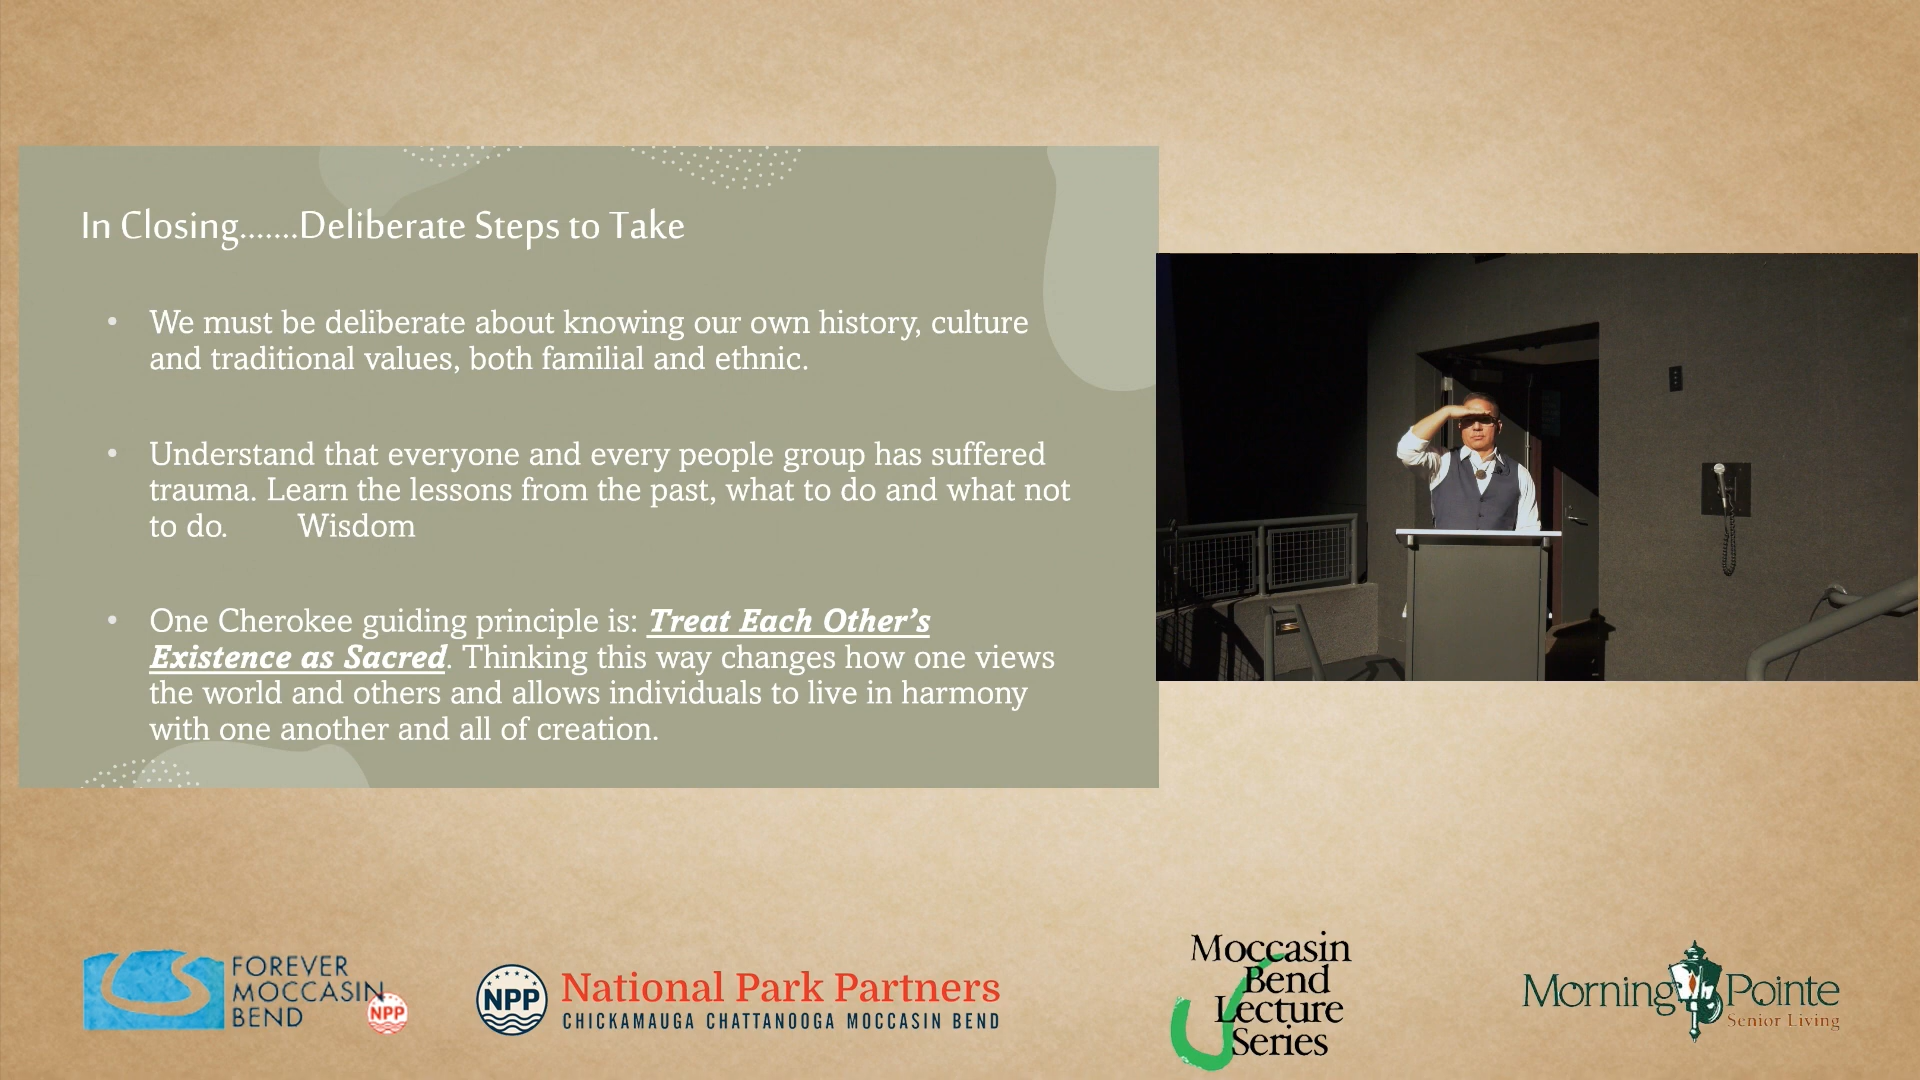 In Closing.......Deliberate Steps to Take
• We must be deliberate about knowing our own history, culture
and traditional values, both familial and ethnic.
• Understand that everyone and every people group has suffered
trauma. Learn the lessons from the past, what to do and what not
to do. Wisdom
• One Cherokee guiding principle is: Treat Each Other’s
Existence as Sacred. Thinking this way changes how one views
the world and others and allows individuals to live in harmony
with one another and all of creation.
FOREVER
MOCCASIN
BEND
NPP
NPP
National Park Partners
CHICKAMAUGA CHATTANOOGA MOCCASIN BEND
Moccasin
Bend
Lecture
Series
Morning Pointe
Senior Living